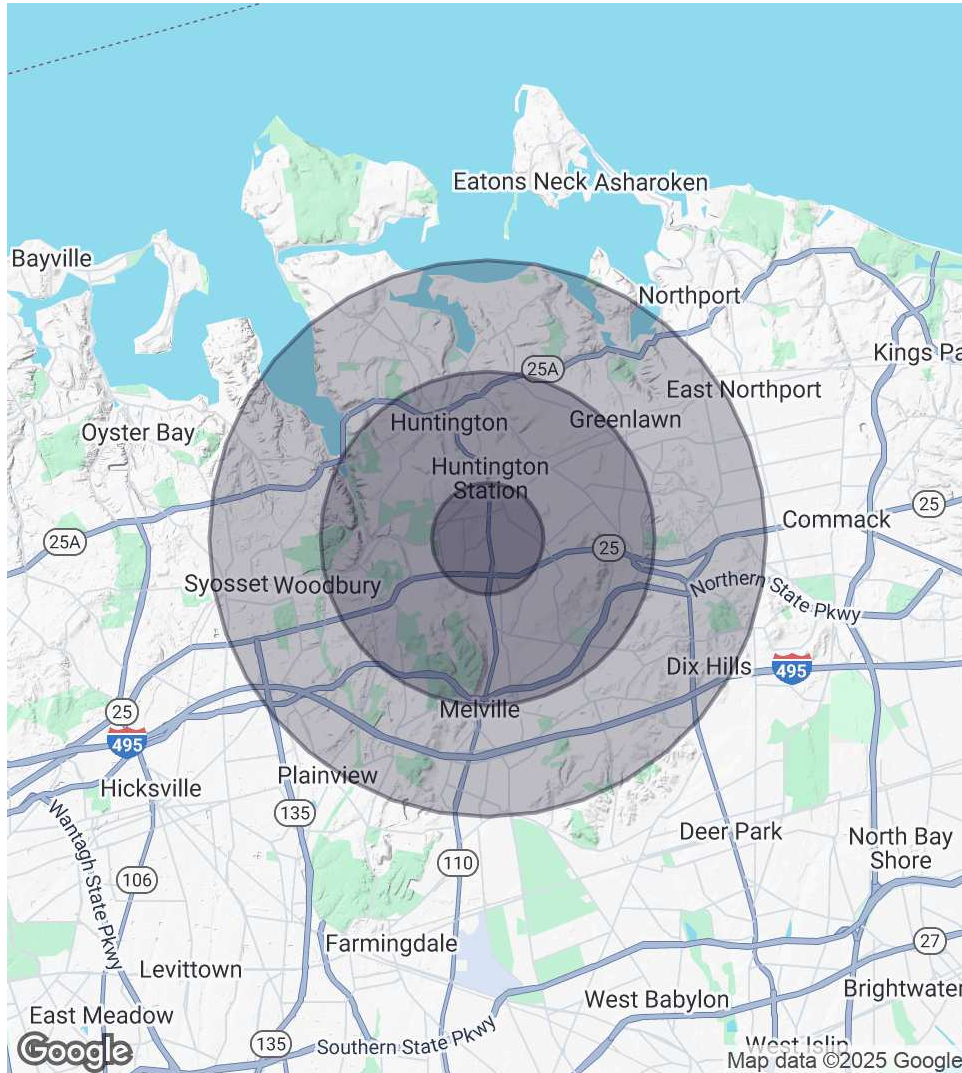 Eatons Neck Asharoken
Bayville
Northport
Kings Pa
25A
East Northport
Huntington
Greenlawn
Oyster Bay
Huntington
Station
25
Commack
25A
25
Syosset Woodbury
Northern State Pkwy
Dix Hills
495
25
Melville
495
Plainview
Hicksville
135
Wantagh State Pkwy
Deer Park
North Bay
Shore
110
106
Farmingdale
27
Levittown
Brightwater
West Babylon
East Meadow
135
Southern State Pkwy
West Islip
Google
Map data ©2025 Google